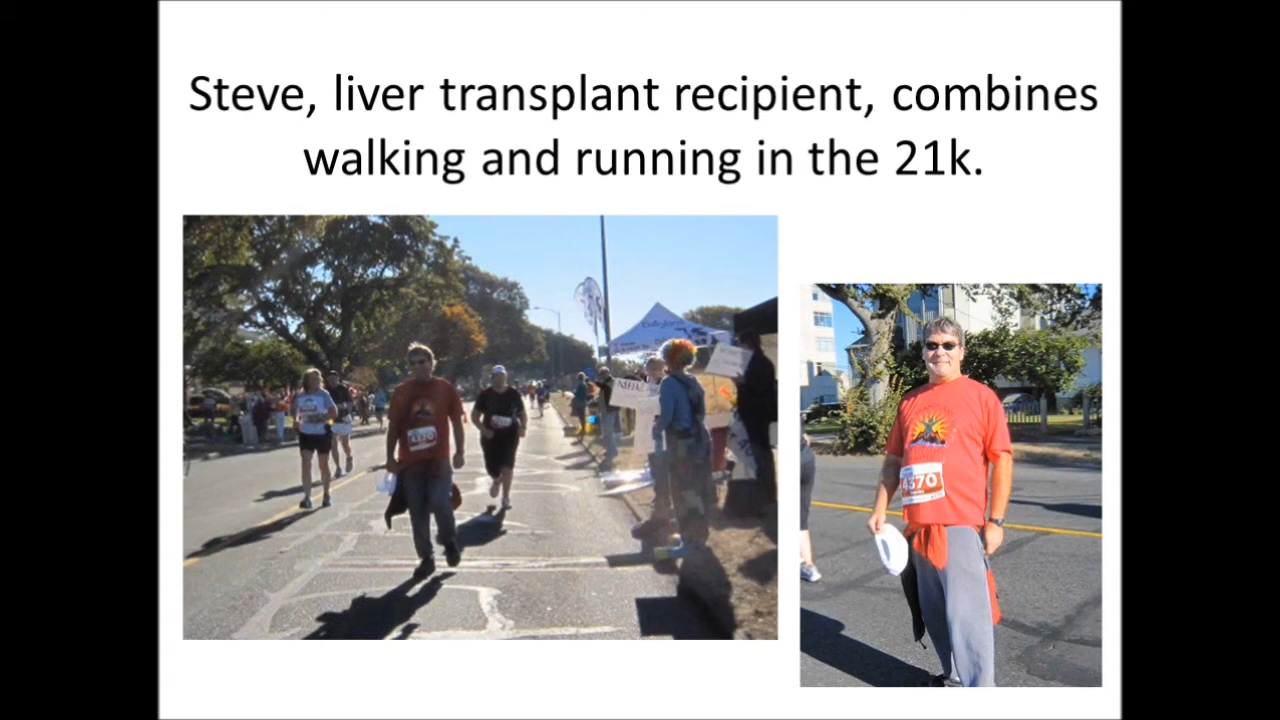 Steve, liver transplant recipient, combines
walking and running in the 21k.
4370
4370